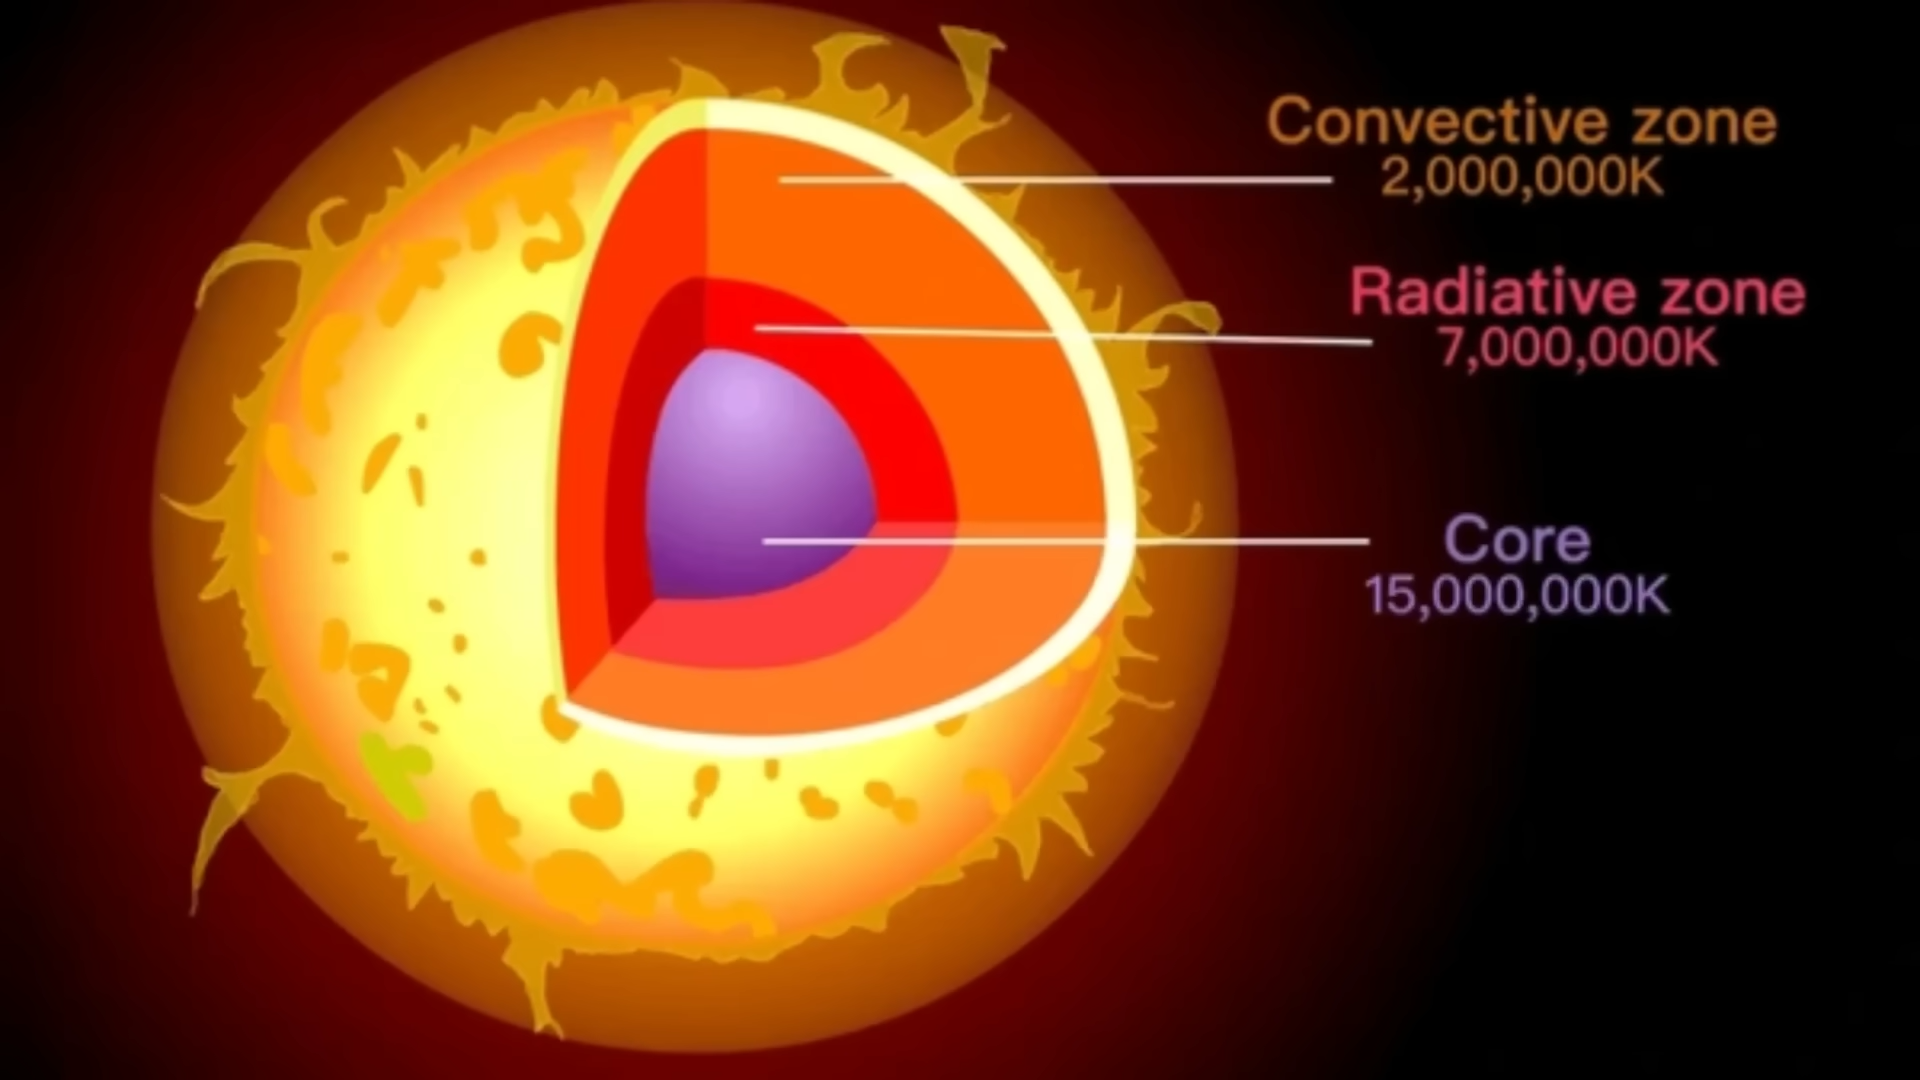 Convective zone
2,000,000K
Radiative zone
7,000,000K
Core
15,000,000K